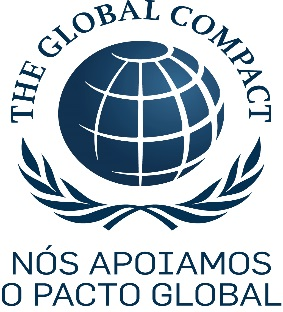 THE GLOBAL COMPACT
NÓS APOIAMOS
O PACTO GLOBAL